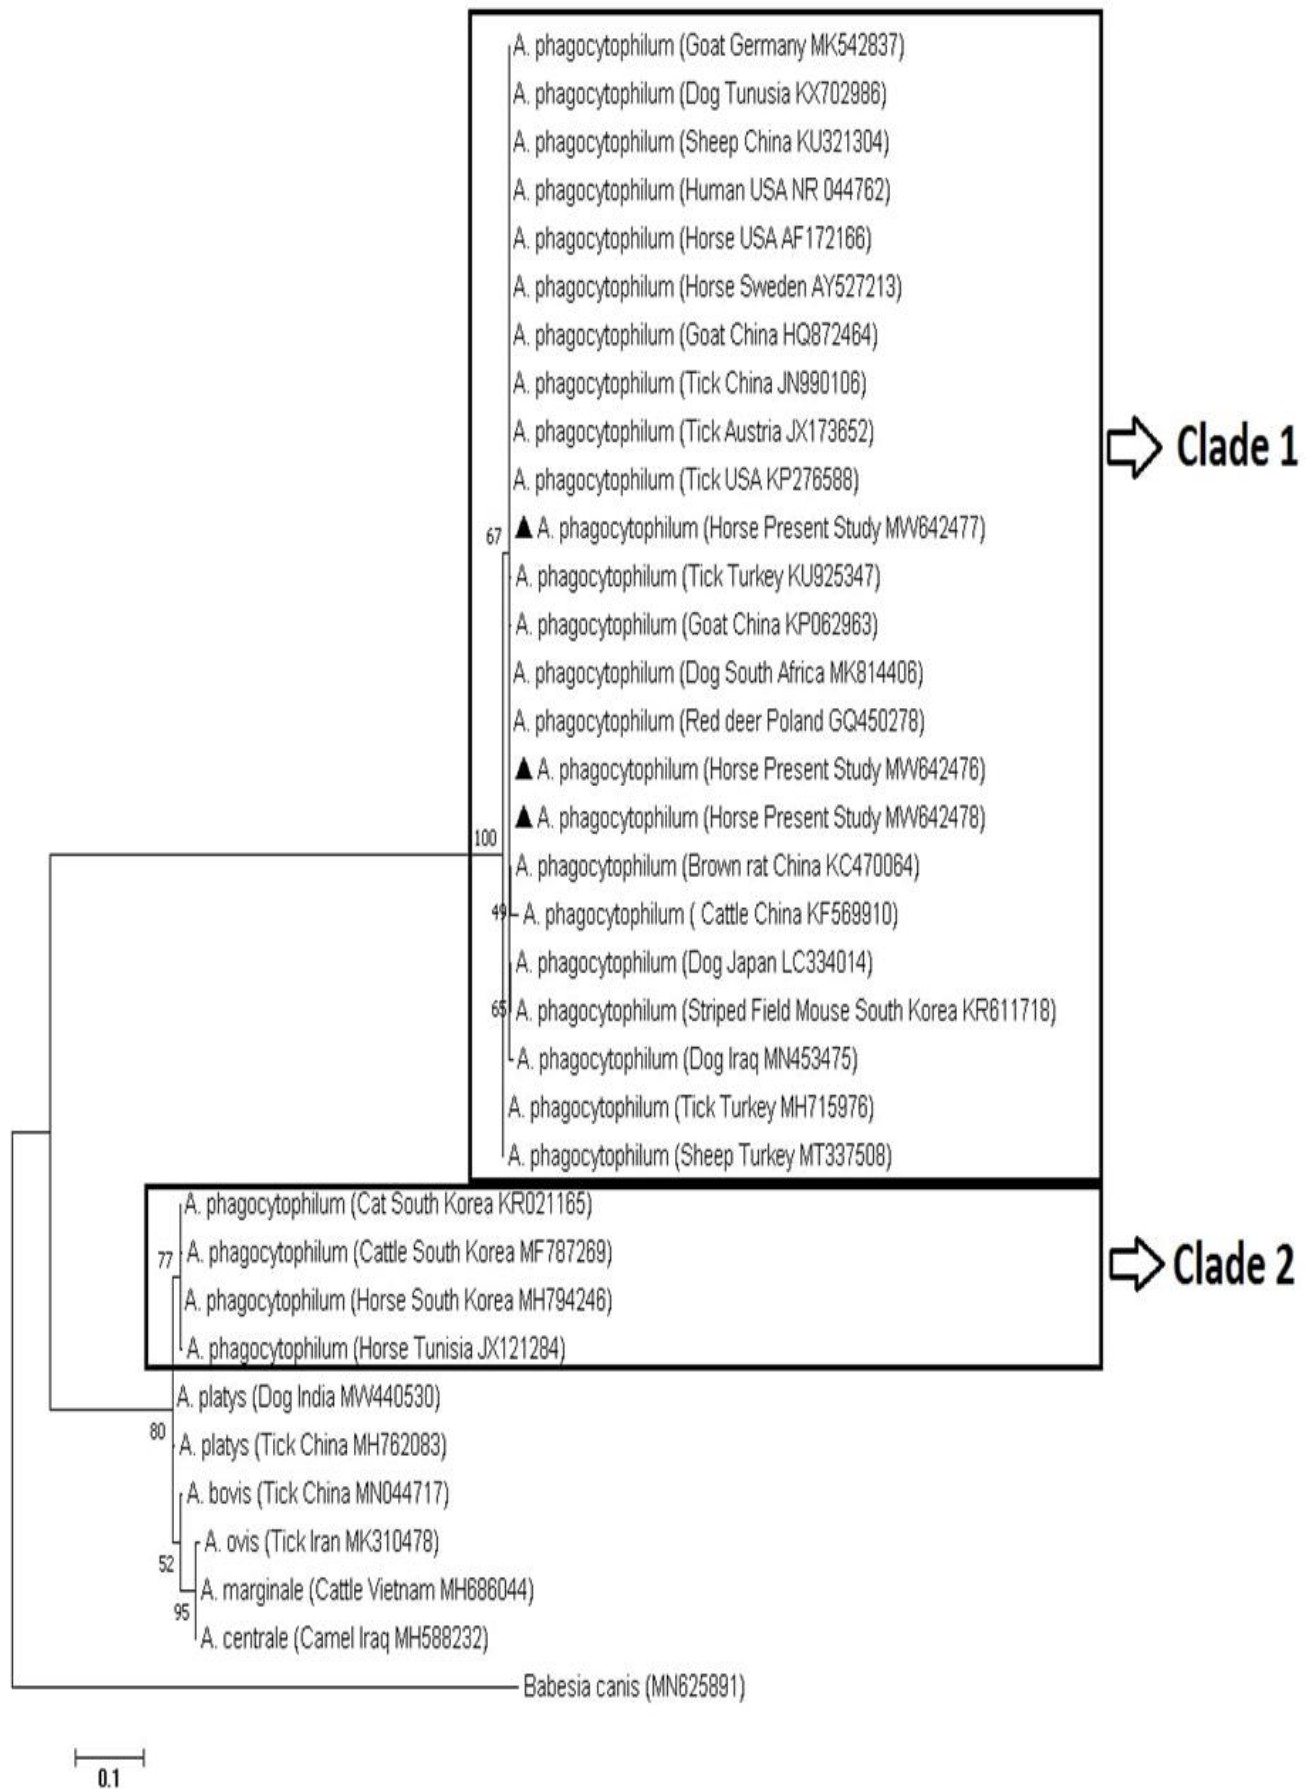 A. phagocytophilum (Goat Germany MK542837)
A. phagocytophilum (Dog Tunusia KX702986)
A. phagocytophilum (Sheep China KU321304)
A. phagocytophilum (Human USA NR 044762)
A. phagocytophilum (Horse USA AF172166)
A. phagocytophilum (Horse Sweden AY527213)
A. phagocytophilum (Goat China HQ872464)
A. phagocytophilum (Tick China JN990106)
A. phagocytophilum (Tick Austria JX173652)
Clade 1
A. phagocytophilum (Tick USA KP276588)
67
▲ A. phagocytophilum (Horse Present Study MW642477)
A. phagocytophilum (Tick Turkey KU925347)
A. phagocytophilum (Goat China KP062963)
A. phagocytophilum (Dog South Africa MK814406)
A. phagocytophilum (Red deer Poland GQ450278)
▲ A. phagocytophilum (Horse Present Study MW642476)
▲ A. phagocytophilum (Horse Present Study MW642478)
100
A. phagocytophilum (Brown rat China KC470064)
49
A. phagocytophilum ( Cattle China KF569910)
A. phagocytophilum (Dog Japan LC334014)
65
A. phagocytophilum (Striped Field Mouse South Korea KR611718)
A. phagocytophilum (Dog Iraq MN453475)
A. phagocytophilum (Tick Turkey MH715976)
A. phagocytophilum (Sheep Turkey MT337508)
A. phagocytophilum (Cat South Korea KR021165)
77
A. phagocytophilum (Cattle South Korea MF787269)
Clade 2
A. phagocytophilum (Horse South Korea MH794246)
A. phagocytophilum (Horse Tunisia JX121284)
A. platys (Dog India MW440530)
80
A. platys (Tick China MH762083)
A. bovis (Tick China MN044717)
A. ovis (Tick Iran MK310478)
52
A. marginale (Cattle Vietnam MH686044)
95
A. centrale (Camel Iraq MH588232)
Babesia canis (MN625891)
0.1